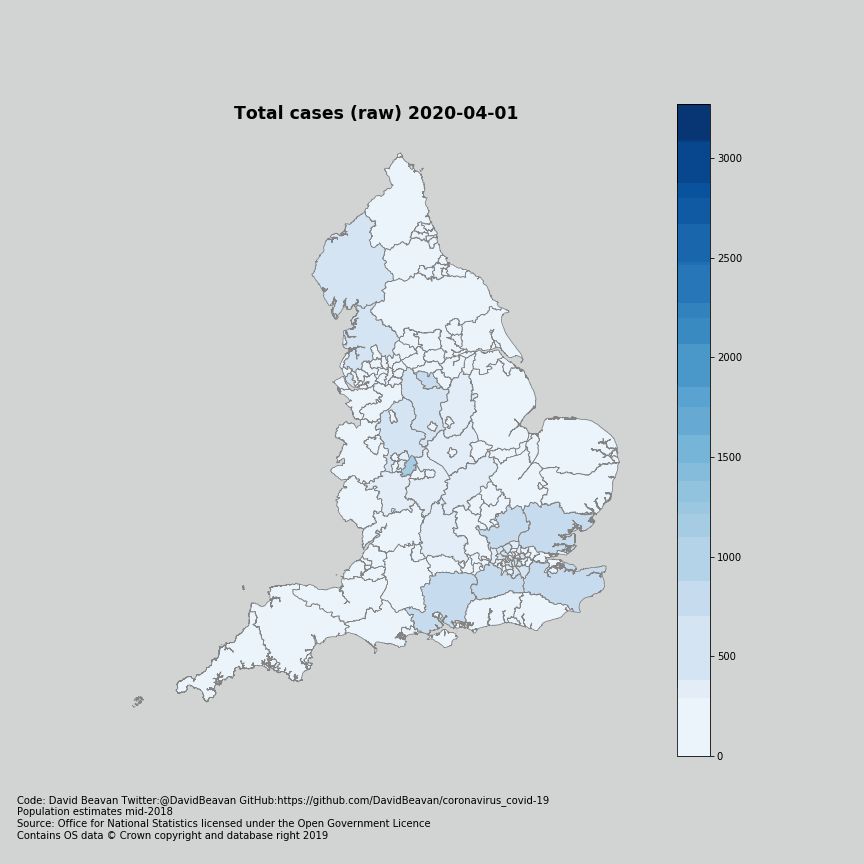 Total cases (raw) 2020-04-01
3000
2500
2000
1500
1000
500
0
Code: David Beavan Twitter:@DavidBeavan GitHub:https://github.com/DavidBeavan/coronavirus_covid-19
Population estimates mid-2018
Source: Office for National Statistics licensed under the Open Government Licence
Contains OS data © Crown copyright and database right 2019